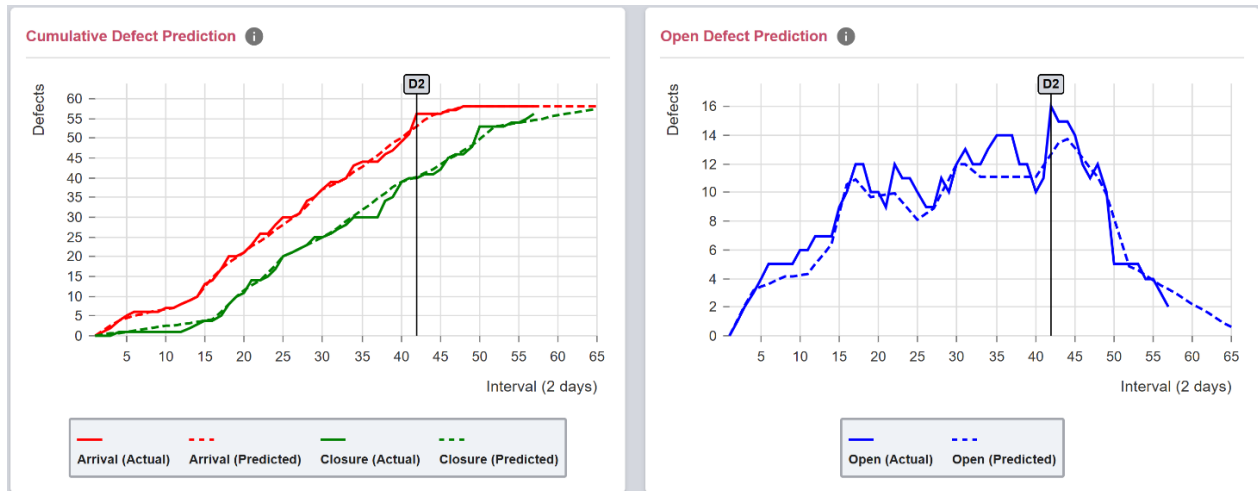 Cumulative Defect Prediction i
Defects
D2
60
55
50
45
40
35
30
25
20
15
10
5
0
5 10 15 20 25 30 35 40 45 50 55 60 65
Interval (2 days)
Arrival (Actual) Arrival (Predicted) Closure (Actual) Closure (Predicted)
Open Defect Prediction i
Defects
D2
16
14
12
10
8
6
4
2
0
5 10 15 20 25 30 35 40 45 50 55 60 65
Interval (2 days)
Open (Actual) Open (Predicted)